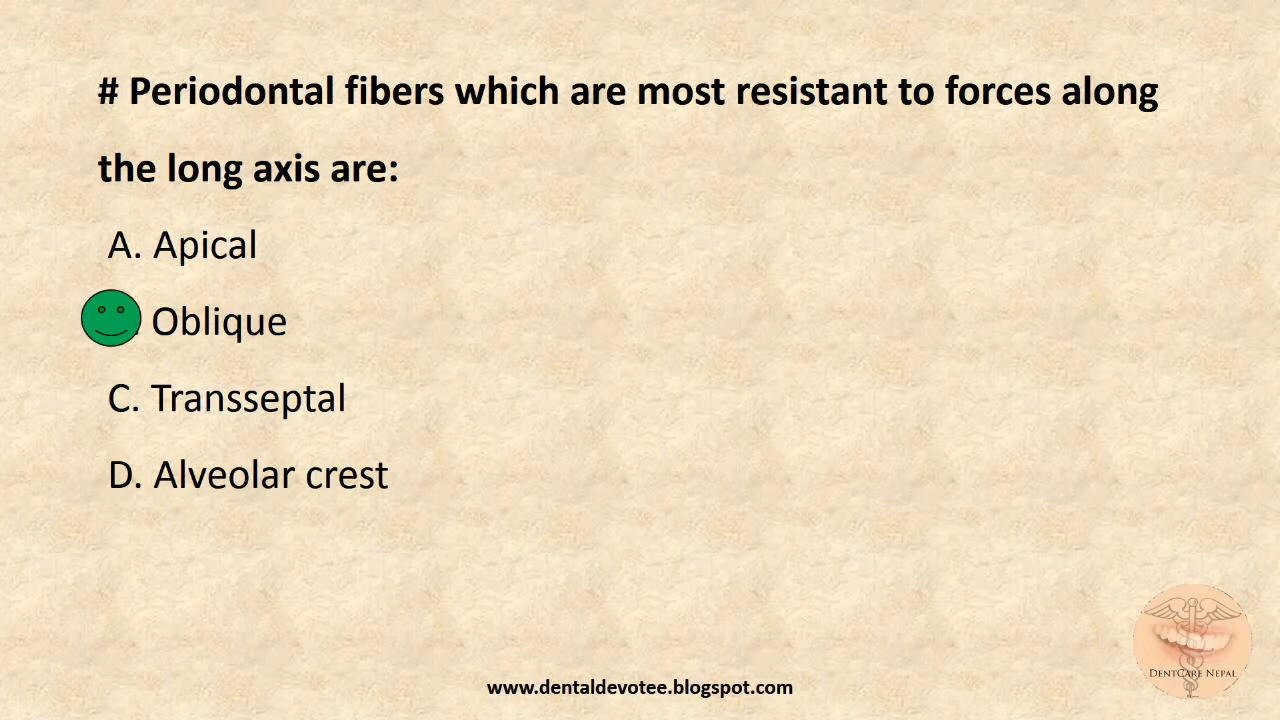 # Periodontal fibers which are most resistant to forces along
the long axis are:
A. Apical
. Oblique
C. Transseptal
D. Alveolar crest
DentCare Nepal
www.dentaldevotee.blogspot.com